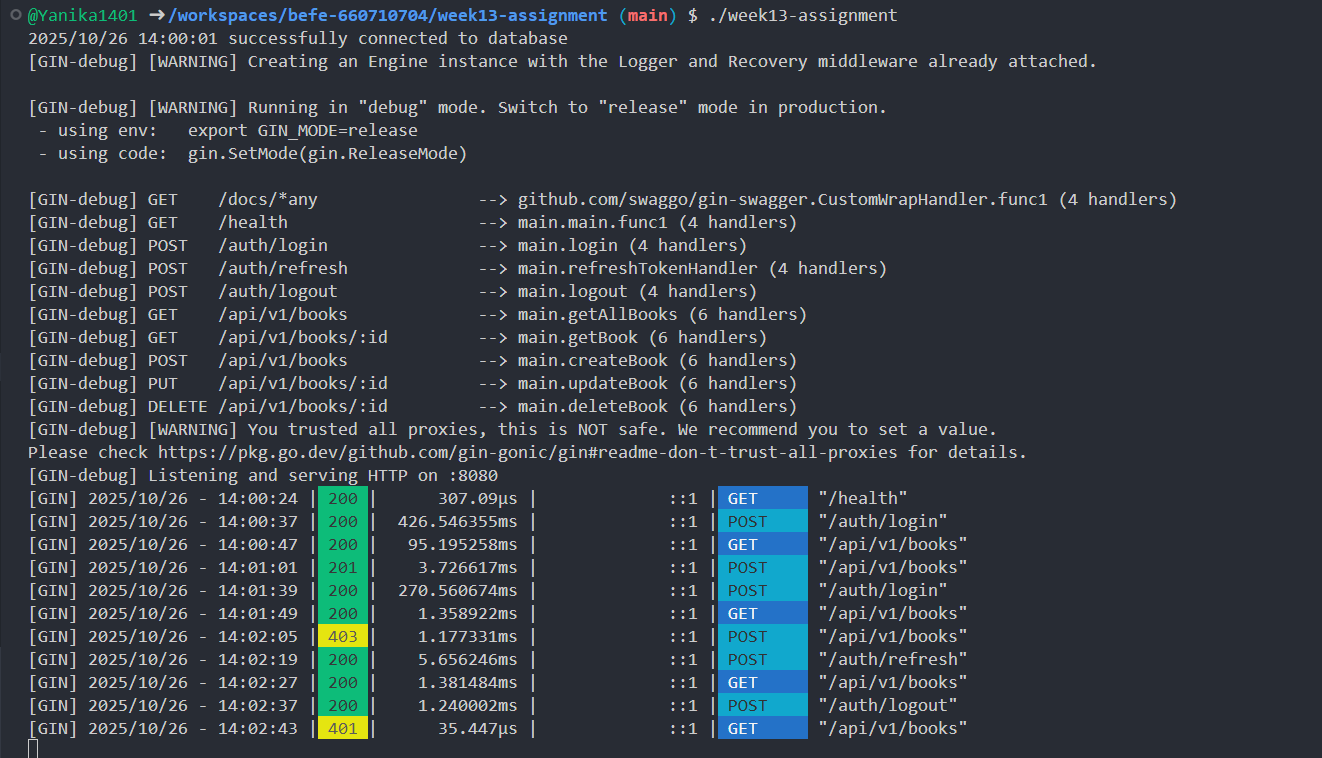 @Yanika1401 ➜/workspaces/befe-660710704/week13-assignment (main) $ ./week13-assignment
2025/10/26 14:00:01 successfully connected to database
[GIN-debug] [WARNING] Creating an Engine instance with the Logger and Recovery middleware already attached.
[GIN-debug] [WARNING] Running in "debug" mode. Switch to "release" mode in production.
 - using env:   export GIN_MODE=release
 - using code:  gin.SetMode(gin.ReleaseMode)
[GIN-debug] GET    /docs/*any                --> github.com/swaggo/gin-swagger.CustomWrapHandler.func1 (4 handlers)
[GIN-debug] GET    /health                   --> main.main.func1 (4 handlers)
[GIN-debug] POST   /auth/login               --> main.login (4 handlers)
[GIN-debug] POST   /auth/refresh             --> main.refreshTokenHandler (4 handlers)
[GIN-debug] POST   /auth/logout              --> main.logout (4 handlers)
[GIN-debug] GET    /api/v1/books             --> main.getAllBooks (6 handlers)
[GIN-debug] GET    /api/v1/books/:id         --> main.getBook (6 handlers)
[GIN-debug] POST   /api/v1/books             --> main.createBook (6 handlers)
[GIN-debug] PUT    /api/v1/books/:id         --> main.updateBook (6 handlers)
[GIN-debug] DELETE /api/v1/books/:id         --> main.deleteBook (6 handlers)
[GIN-debug] [WARNING] You trusted all proxies, this is NOT safe. We recommend you to set a value.
Please check https://pkg.go.dev/github.com/gin-gonic/gin#readme-don-t-trust-all-proxies for details.
[GIN-debug] Listening and serving HTTP on :8080
[GIN] 2025/10/26 - 14:00:24 | 200 |      307.09µs |             ::1 | GET      "/health"
[GIN] 2025/10/26 - 14:00:37 | 200 |  426.546355ms |             ::1 | POST     "/auth/login"
[GIN] 2025/10/26 - 14:00:47 | 200 |   95.195258ms |             ::1 | GET      "/api/v1/books"
[GIN] 2025/10/26 - 14:01:01 | 201 |    3.726617ms |             ::1 | POST     "/api/v1/books"
[GIN] 2025/10/26 - 14:01:39 | 200 |  270.560674ms |             ::1 | POST     "/auth/login"
[GIN] 2025/10/26 - 14:01:49 | 200 |    1.358922ms |             ::1 | GET      "/api/v1/books"
[GIN] 2025/10/26 - 14:02:05 | 403 |    1.177331ms |             ::1 | POST     "/api/v1/books"
[GIN] 2025/10/26 - 14:02:19 | 200 |    5.656246ms |             ::1 | POST     "/auth/refresh"
[GIN] 2025/10/26 - 14:02:27 | 200 |    1.381484ms |             ::1 | GET      "/api/v1/books"
[GIN] 2025/10/26 - 14:02:37 | 200 |    1.240002ms |             ::1 | POST     "/auth/logout"
[GIN] 2025/10/26 - 14:02:43 | 401 |      35.447µs |             ::1 | GET      "/api/v1/books"